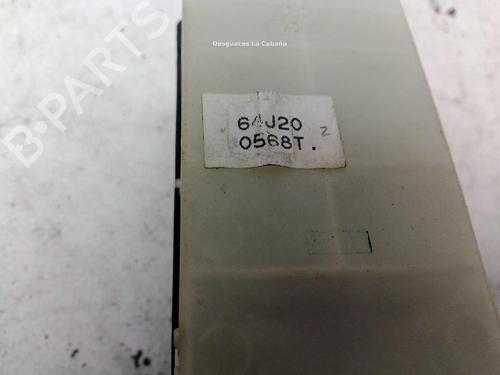 Desguaces La Cabaña
B-PARTS
64J20
0568T. z